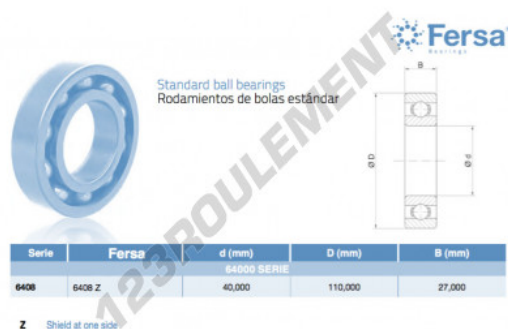 Fersa
Bearings
Standard ball bearings
Rodamientos de bolas estándar
B
Ø D
Ø d
123ROULEMENT
Serie Fersa d (mm) D (mm) B (mm)
64000 SERIE
6408 6408 Z 40,000 110,000 27,000
Z Shield at one side